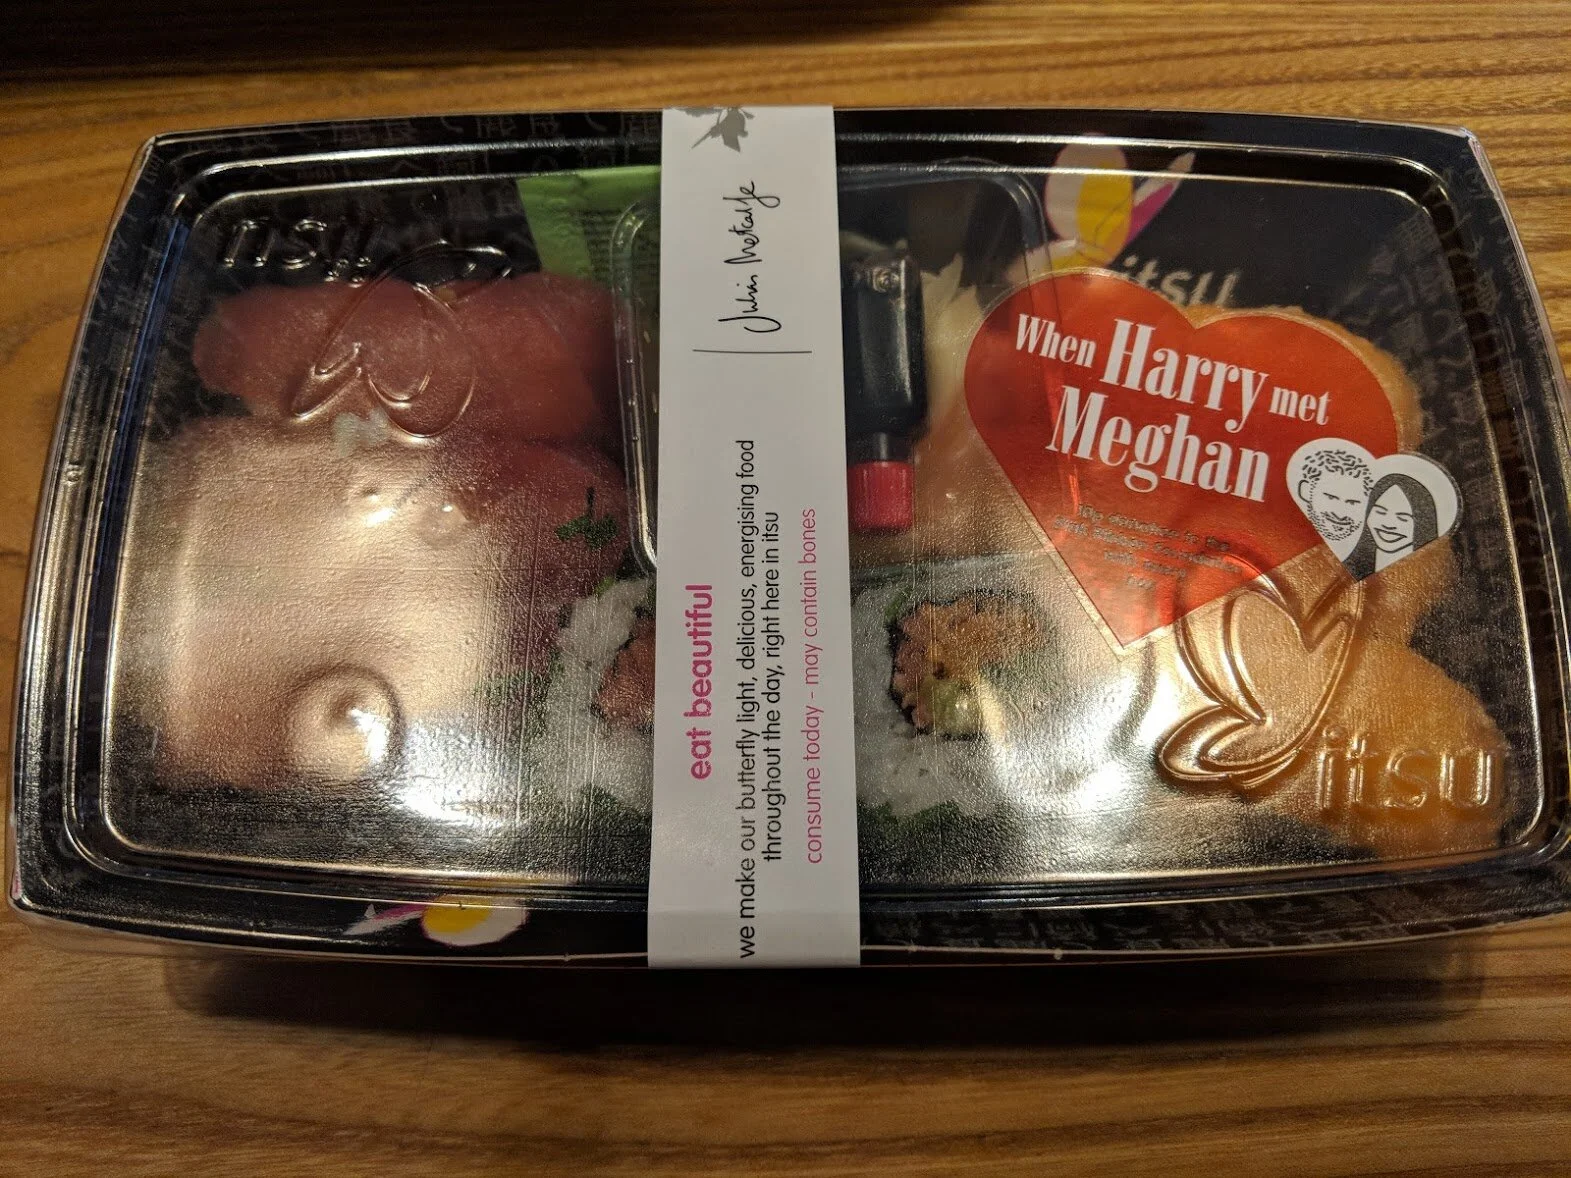 itsu
Julian Metcalfe
eat beautiful
we make our butterfly light, delicious, energising food
throughout the day, right here in itsu
consume today - may contain bones
itsu
When Harry met
Meghan
itsu